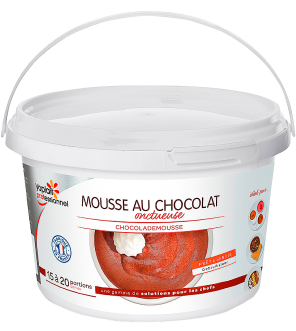 yoplait
professionnel
MOUSSE AU CHOCOLAT
onctueuse
CHOCOLADEMOUSSE
15 à 20 portions
une gamme de solutions pour les chefs